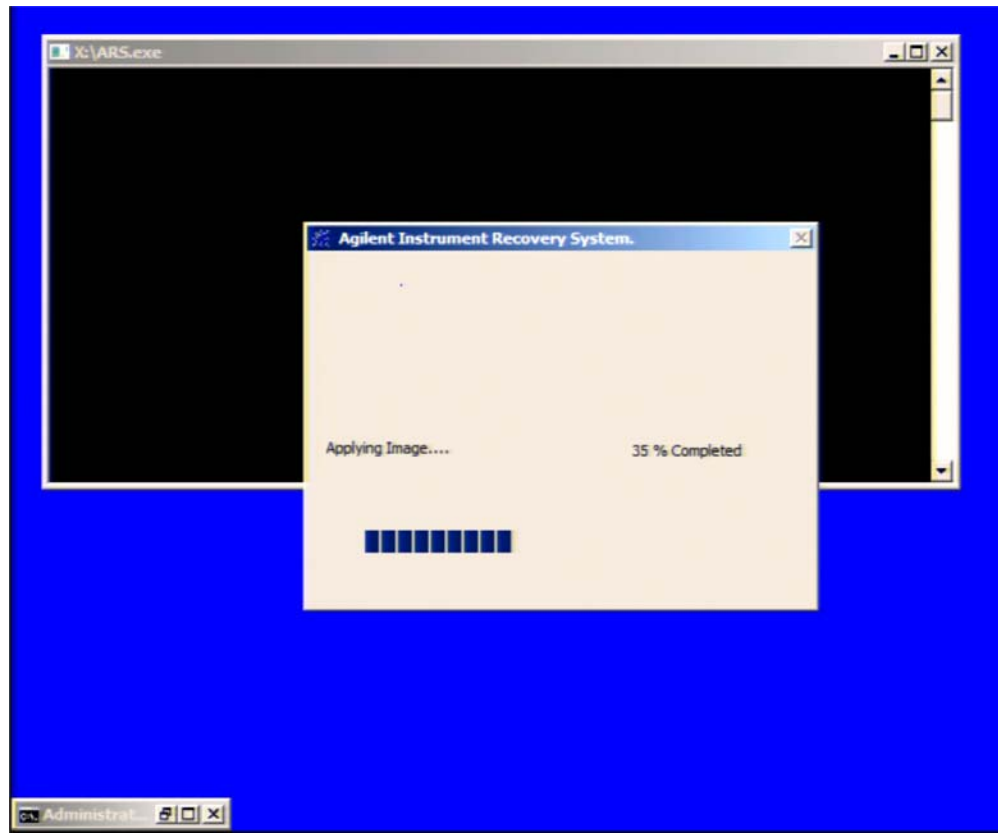 X:\ARS.exe
Agilent Instrument Recovery System.
Applying Image....
35 % Completed
Administrat...